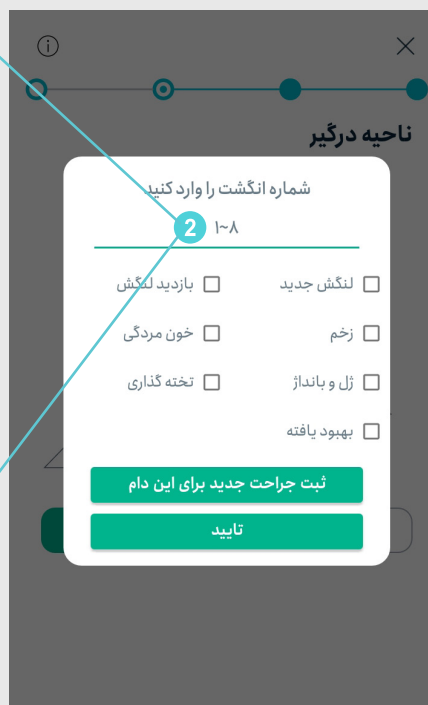 ناحیه درگیر
شماره انگشت را وارد کنید
۱~۸
2
لنگش جدید
بازدید لنگش
زخم
خون مردگی
ژل و بانداژ
تخته گذاری
بهبود یافته
ثبت جراحت جدید برای این دام
تایید